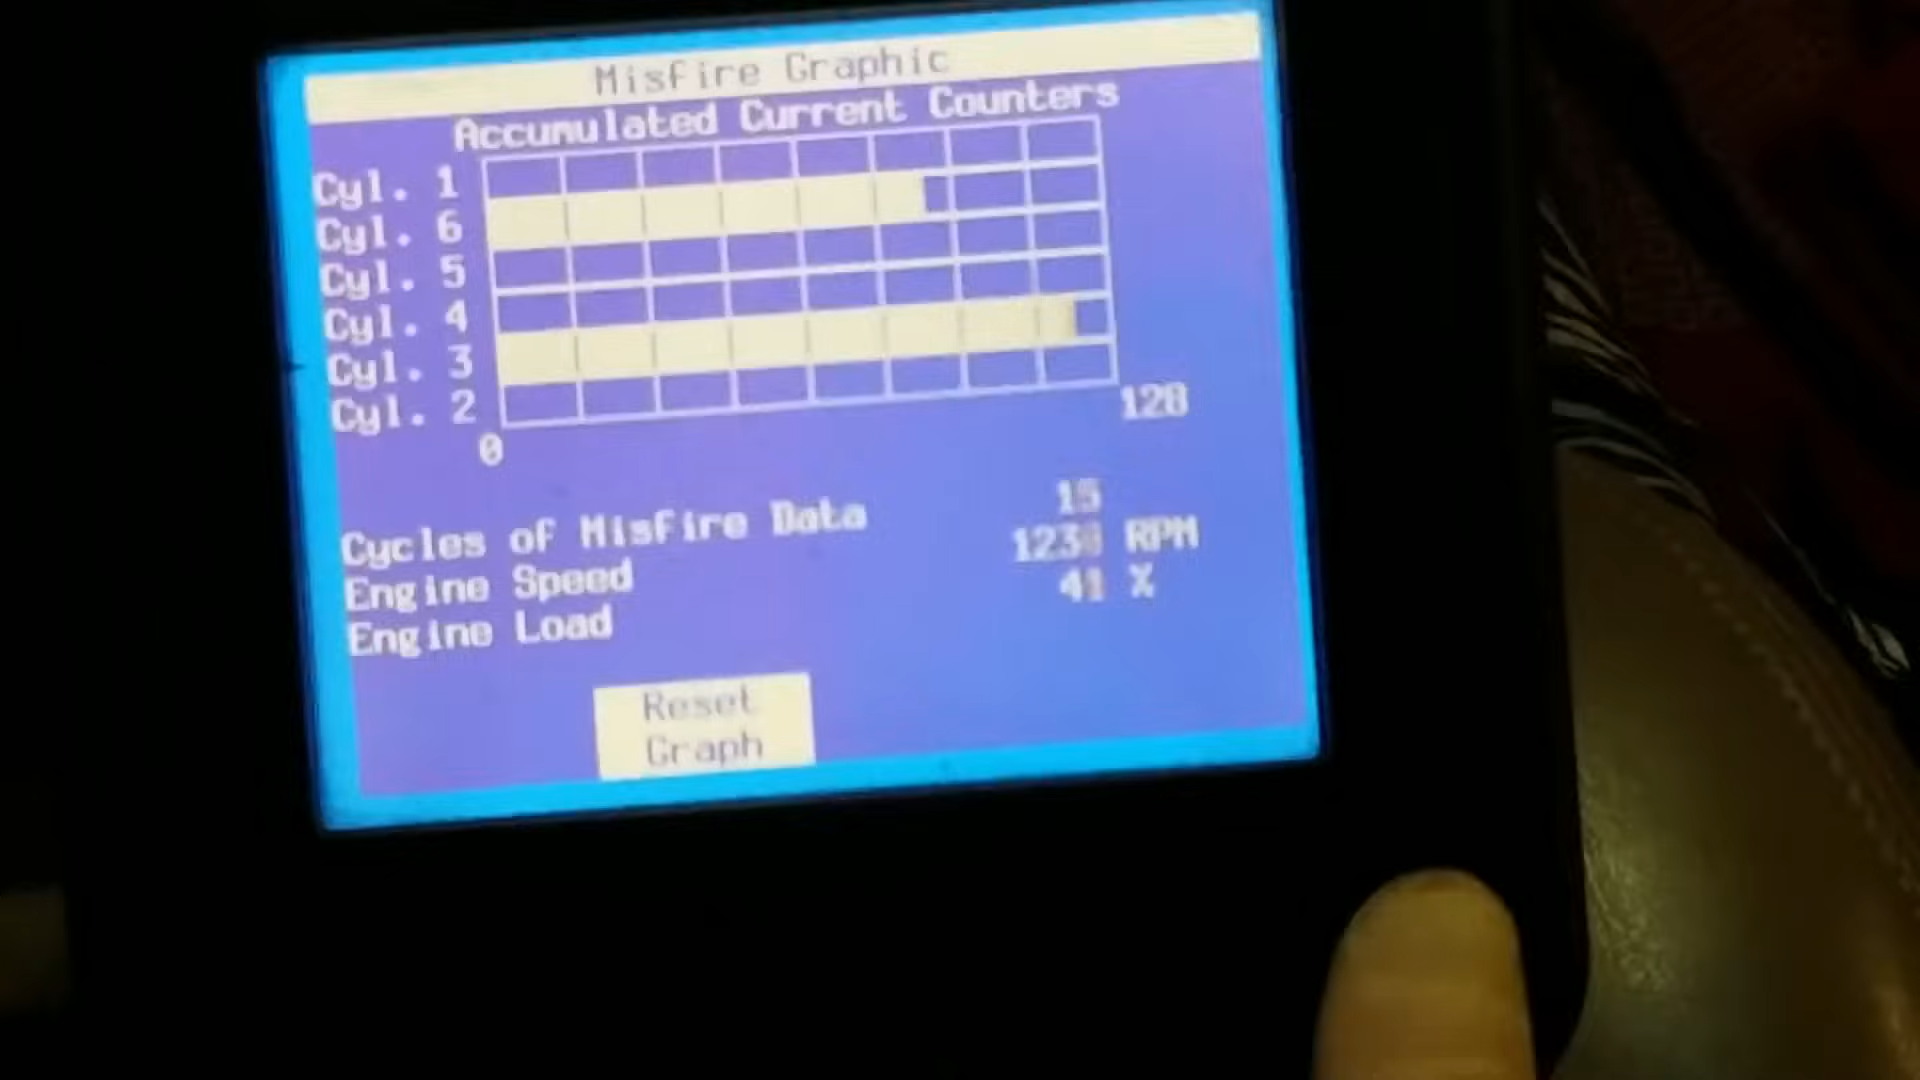 Misfire Graphic
Accumulated Current Counters
Cyl. 1
Cyl. 6
Cyl. 5
Cyl. 4
Cyl. 3
Cyl. 2
0 128
Cycles of Misfire Data 15
Engine Speed RPM
Engine Load %
Reset
Graph